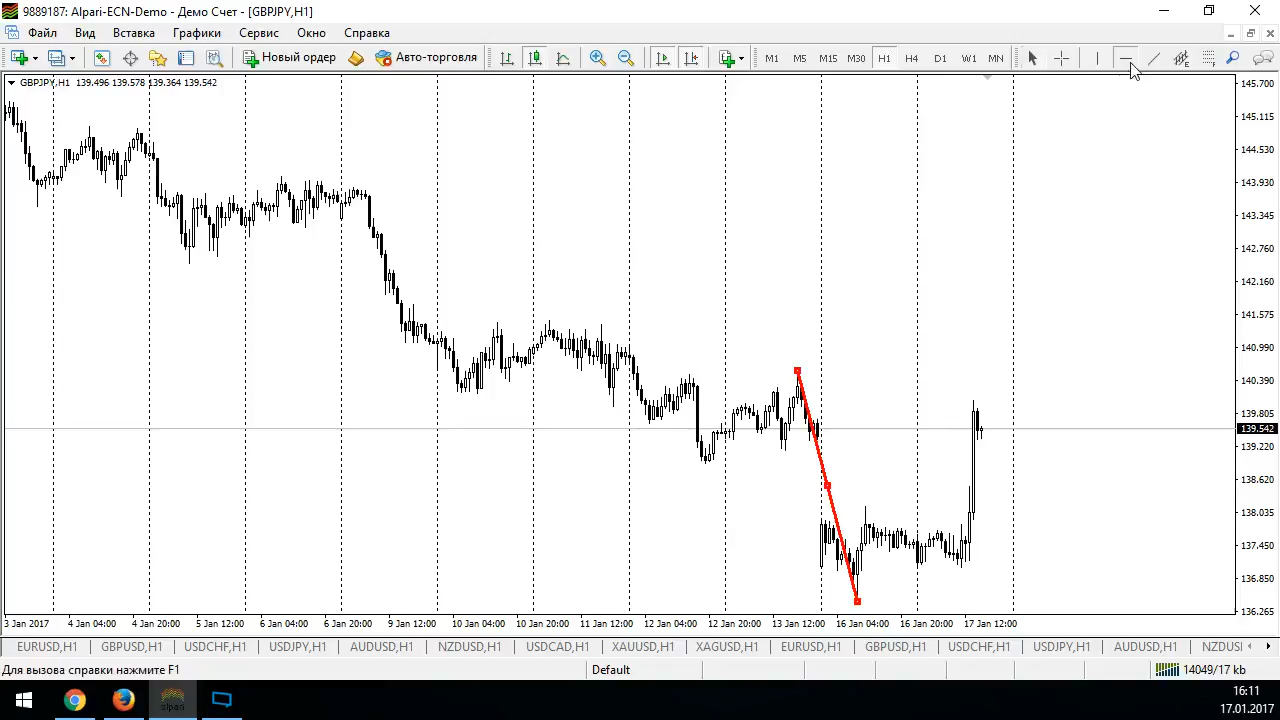 9889187: Alpari-ECN-Demo - Демо Счет - [GBPJPY,H1]
Файл Вид Вставка Графики Сервис Окно Справка
Новый ордер Авто-торговля M1 M5 M15 M30 H1 H4 D1 W1 MN
GBPJPY,H1 139.496 139.578 139.364 139.542
145.700
145.115
144.530
143.930
143.345
142.760
142.160
141.575
140.990
140.390
139.805
139.542
139.220
138.620
138.035
137.450
136.850
136.265
3 Jan 2017 4 Jan 04:00 4 Jan 20:00 5 Jan 12:00 6 Jan 04:00 6 Jan 20:00 9 Jan 12:00 10 Jan 04:00 10 Jan 20:00 11 Jan 12:00 12 Jan 04:00 12 Jan 20:00 13 Jan 12:00 16 Jan 04:00 16 Jan 20:00 17 Jan 12:00
EURUSD,H1 GBPUSD,H1 USDCHF,H1 USDJPY,H1 AUDUSD,H1 NZDUSD,H1 USDCAD,H1 XAUUSD,H1 XAGUSD,H1 EURUSD,H1 GBPUSD,H1 USDCHF,H1 USDJPY,H1 AUDUSD,H1 NZDUSI
Для вызова справки нажмите F1 Default 14049/17 kb
alpari
16:11
17.01.2017